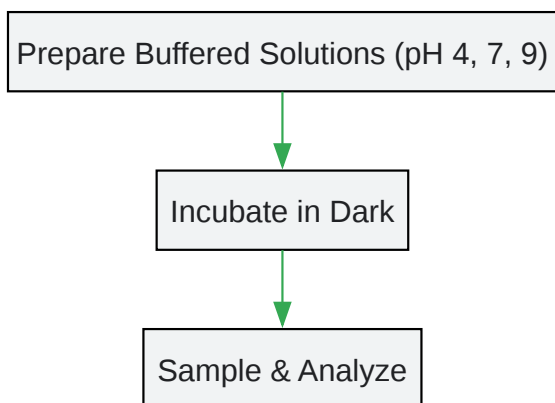 Prepare Buffered Solutions (pH 4, 7, 9)
Incubate in Dark
Sample & Analyze